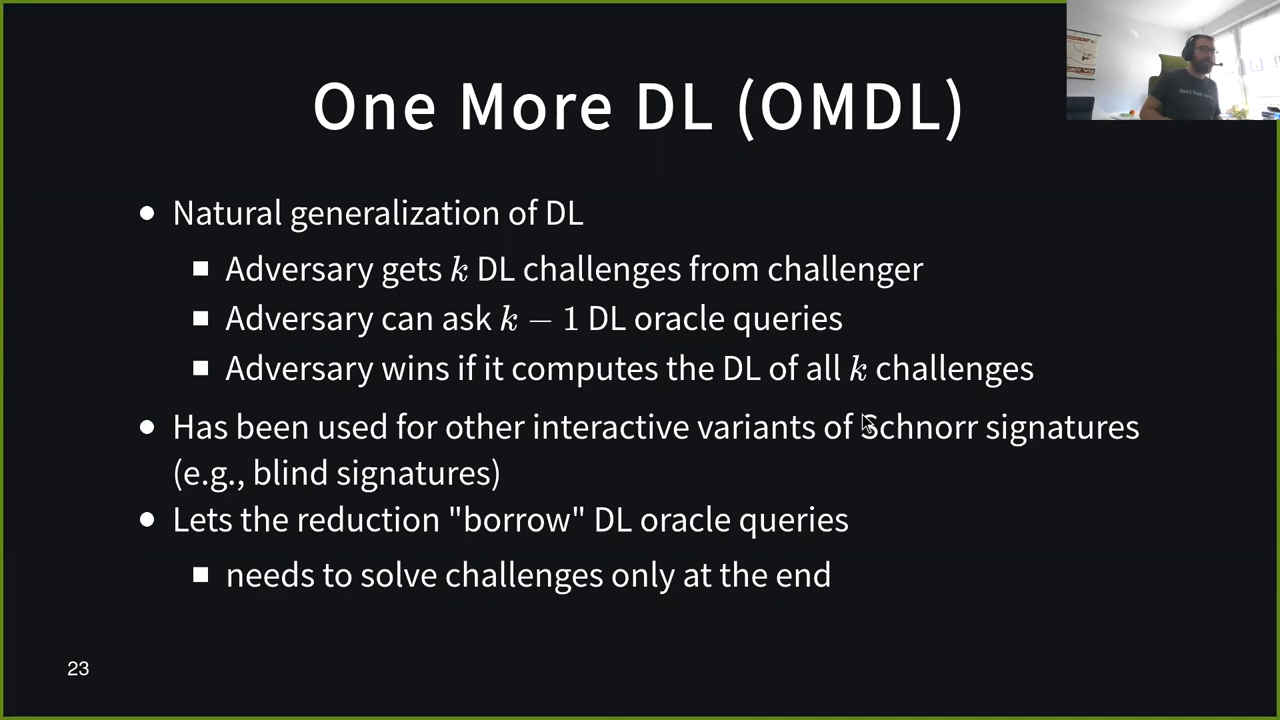 One More DL (OMDL)
• Natural generalization of DL
▪ Adversary gets k DL challenges from challenger
▪ Adversary can ask k − 1 DL oracle queries
▪ Adversary wins if it computes the DL of all k challenges
• Has been used for other interactive variants of Schnorr signatures
(e.g., blind signatures)
• Lets the reduction "borrow" DL oracle queries
▪ needs to solve challenges only at the end
23